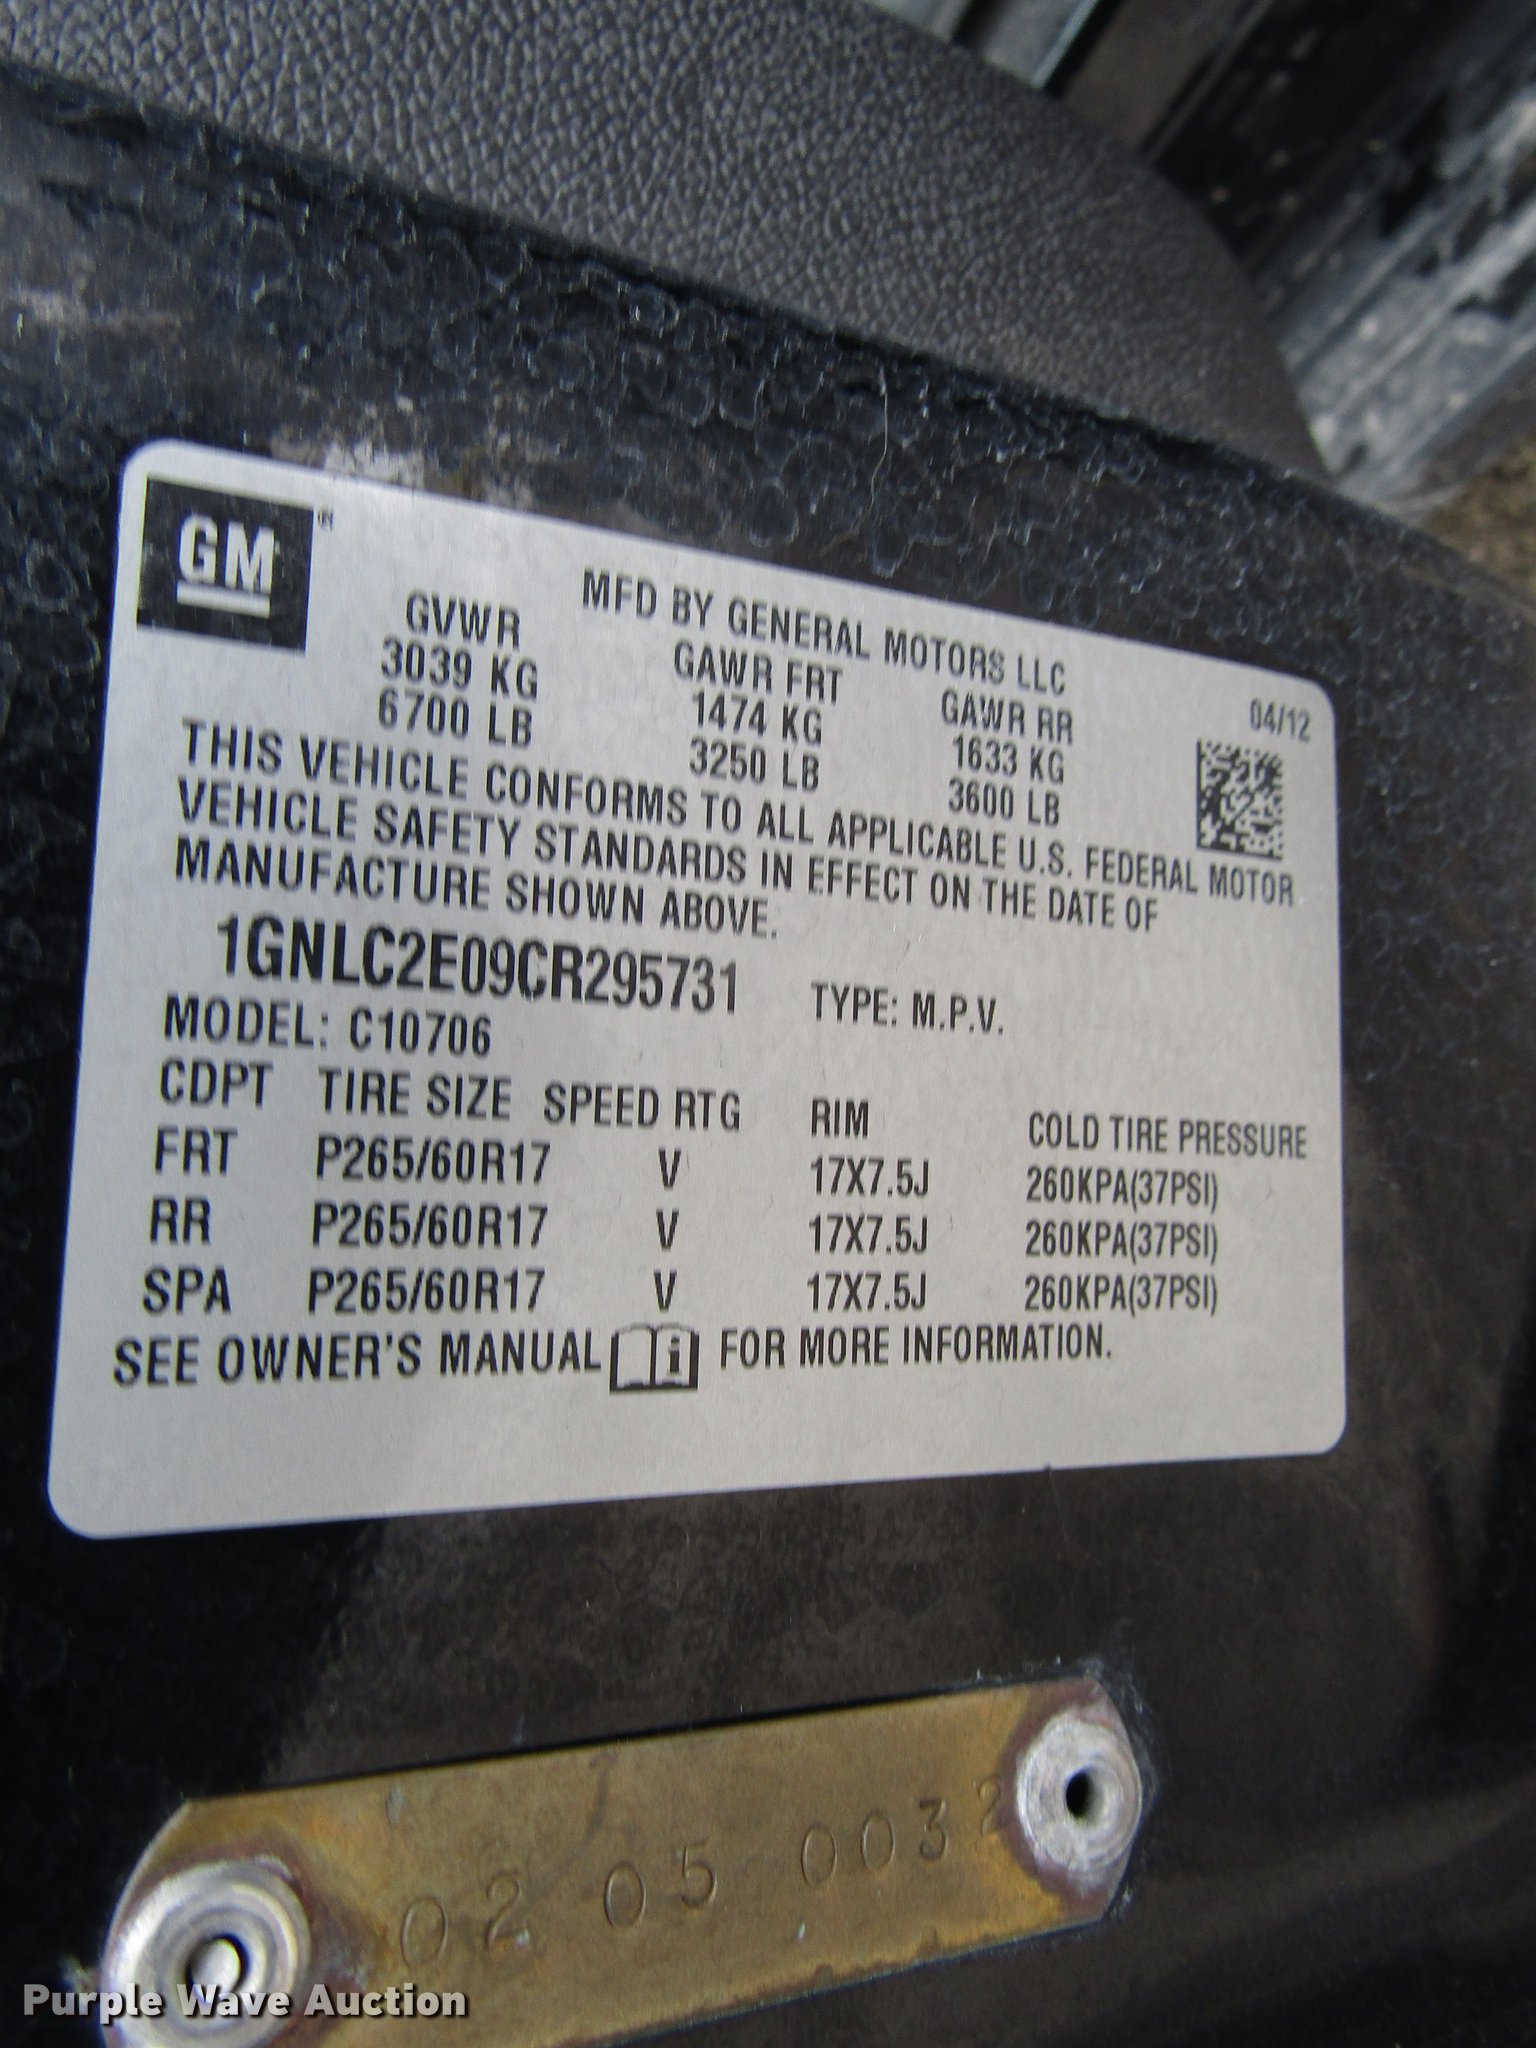 GM
MFD BY GENERAL MOTORS LLC
04/12
GVWR GAWR FRT GAWR RR
3039 KG 1474 KG 1633 KG
6700 LB 3250 LB 3600 LB
THIS VEHICLE CONFORMS TO ALL APPLICABLE U.S. FEDERAL MOTOR
VEHICLE SAFETY STANDARDS IN EFFECT ON THE DATE OF
MANUFACTURE SHOWN ABOVE.
1GNLC2E09CR295731 TYPE: M.P.V.
MODEL: C10706
CDPT TIRE SIZE SPEED RTG RIM COLD TIRE PRESSURE
FRT P265/60R17 V 17X7.5J 260KPA(37PSI)
RR P265/60R17 V 17X7.5J 260KPA(37PSI)
SPA P265/60R17 V 17X7.5J 260KPA(37PSI)
SEE OWNER'S MANUAL i FOR MORE INFORMATION.
02 05 0032
Purple Wave Auction